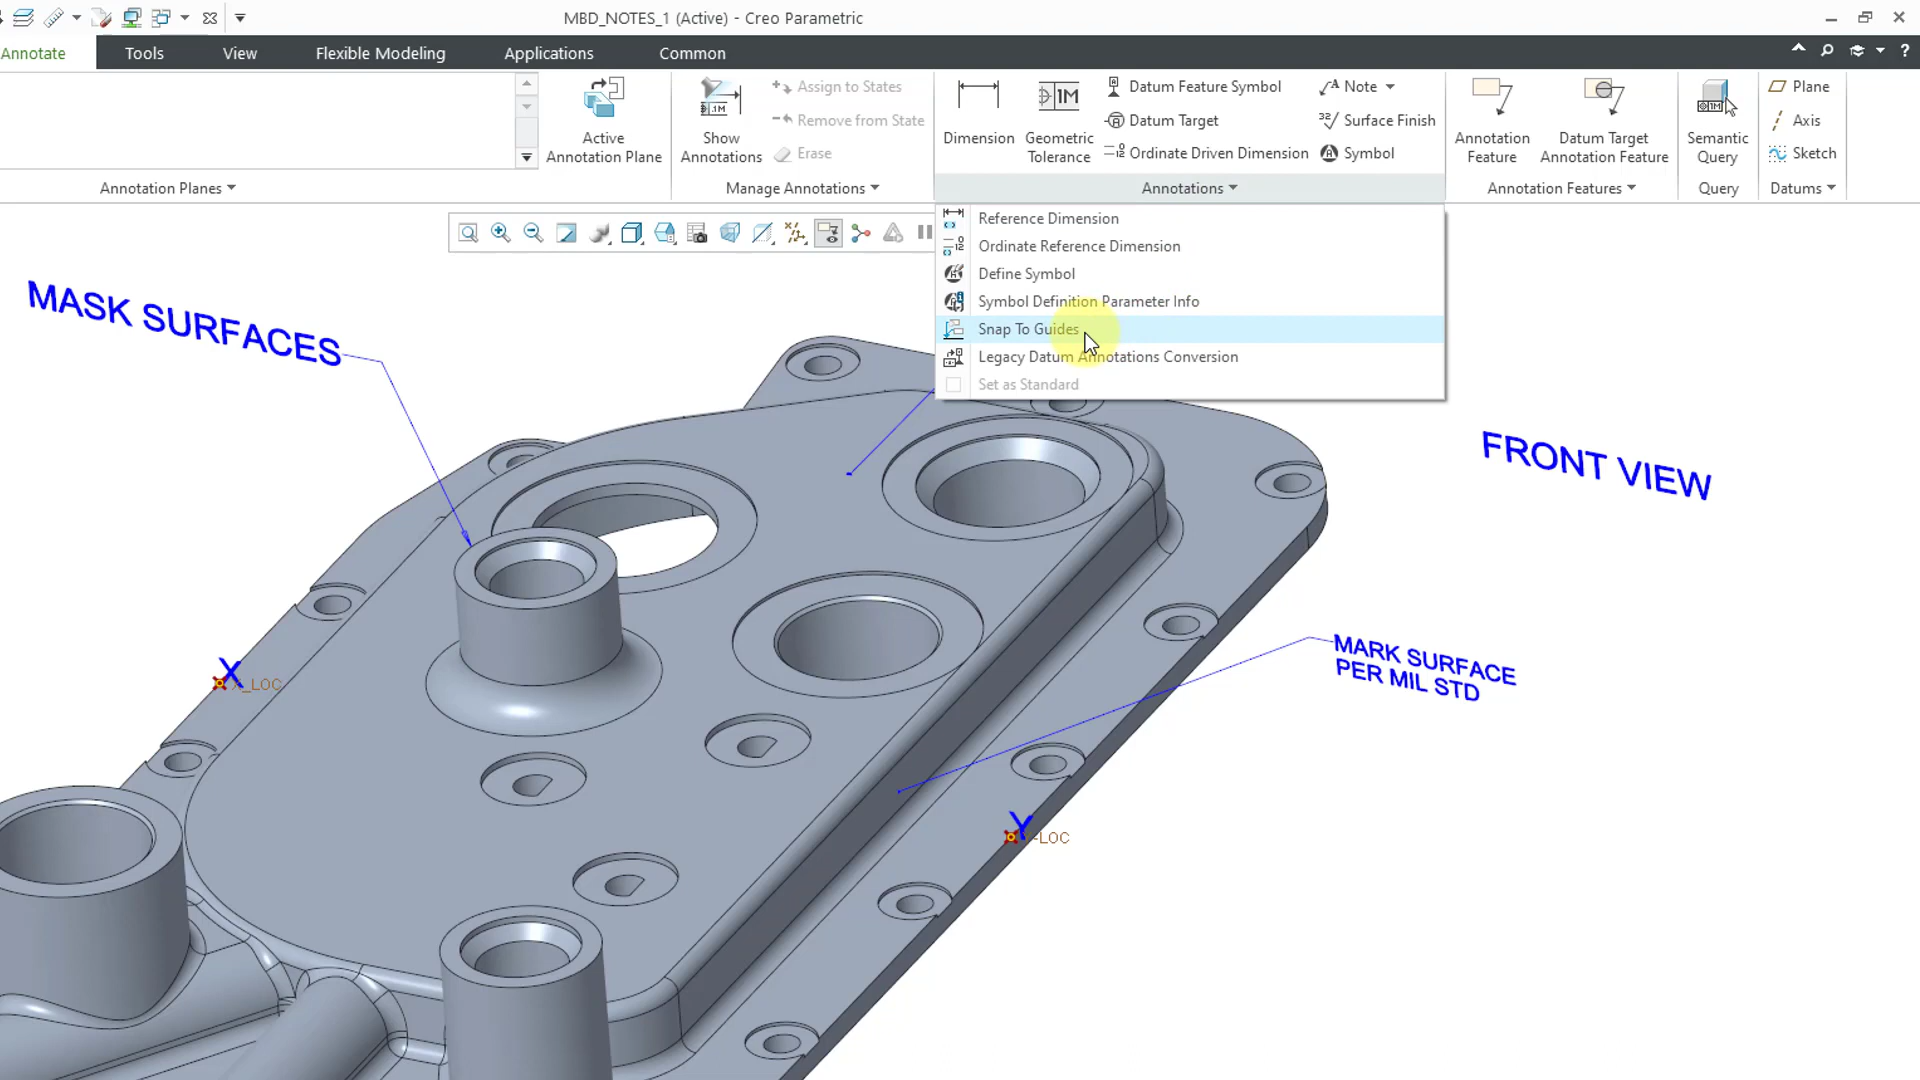 MBD_NOTES_1 (Active) - Creo Parametric
Annotate
Tools
View
Flexible Modeling
Applications
Common
?
Active
Annotation Plane
Annotation Planes
Show
Annotations
Assign to States
Remove from State
Erase
Manage Annotations
Dimension
Geometric
Tolerance
Datum Feature Symbol
Datum Target
Ordinate Driven Dimension
Note
Surface Finish
Symbol
Annotations
Annotation
Feature
Datum Target
Annotation Feature
Annotation Features
Semantic
Query
Query
Plane
Axis
Sketch
Datums
Reference Dimension
Ordinate Reference Dimension
Define Symbol
Symbol Definition Parameter Info
Snap To Guides
Legacy Datum Annotations Conversion
Set as Standard
MASK SURFACES
FRONT VIEW
MARK SURFACE
PER MIL STD
X
X_LOC
Y
-LOC